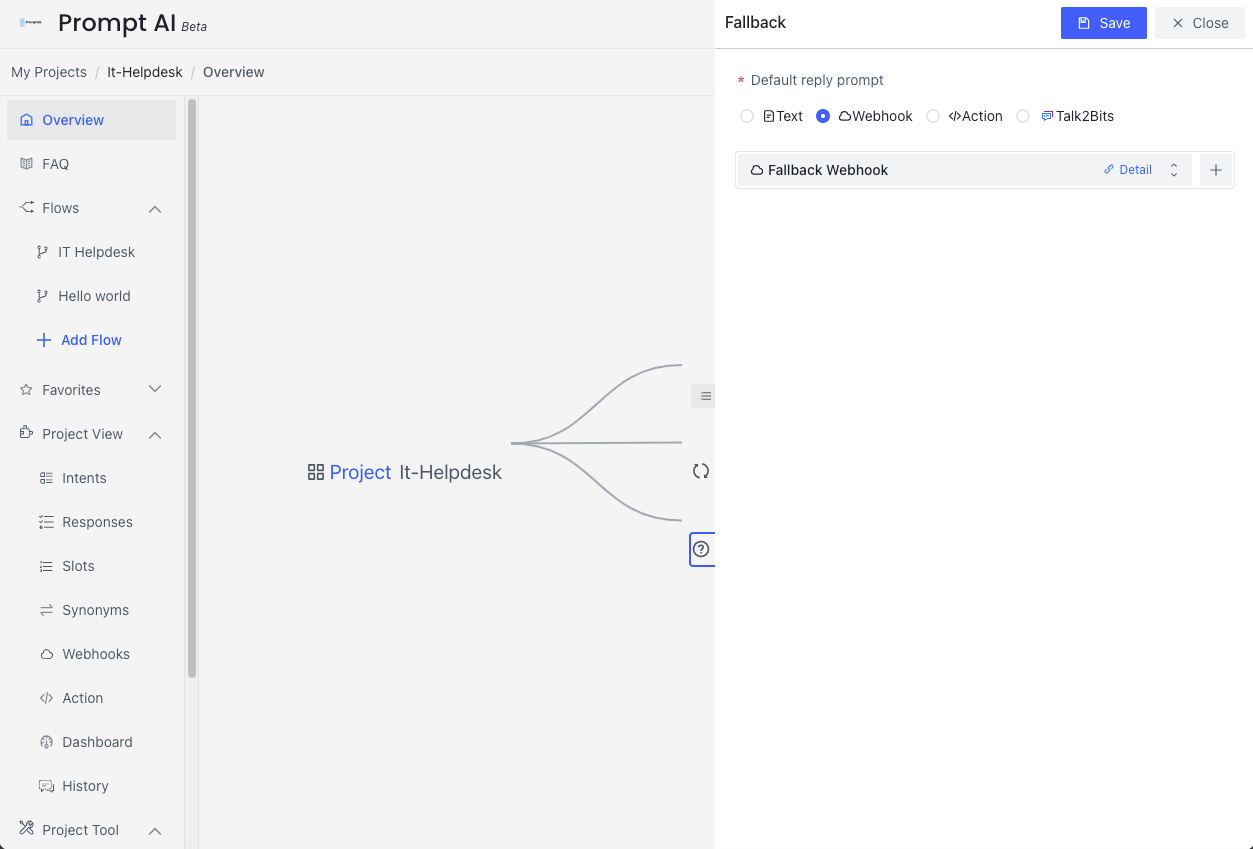 Prompt AI Beta
Fallback
Save
Close
My Projects / It-Helpdesk / Overview
* Default reply prompt
Text
Webhook
Action
Talk2Bits
Fallback Webhook
Detail
Overview
FAQ
Flows
IT Helpdesk
Hello world
Add Flow
Favorites
Project View
Intents
Responses
Slots
Synonyms
Webhooks
Action
Dashboard
History
Project Tool
Project It-Helpdesk